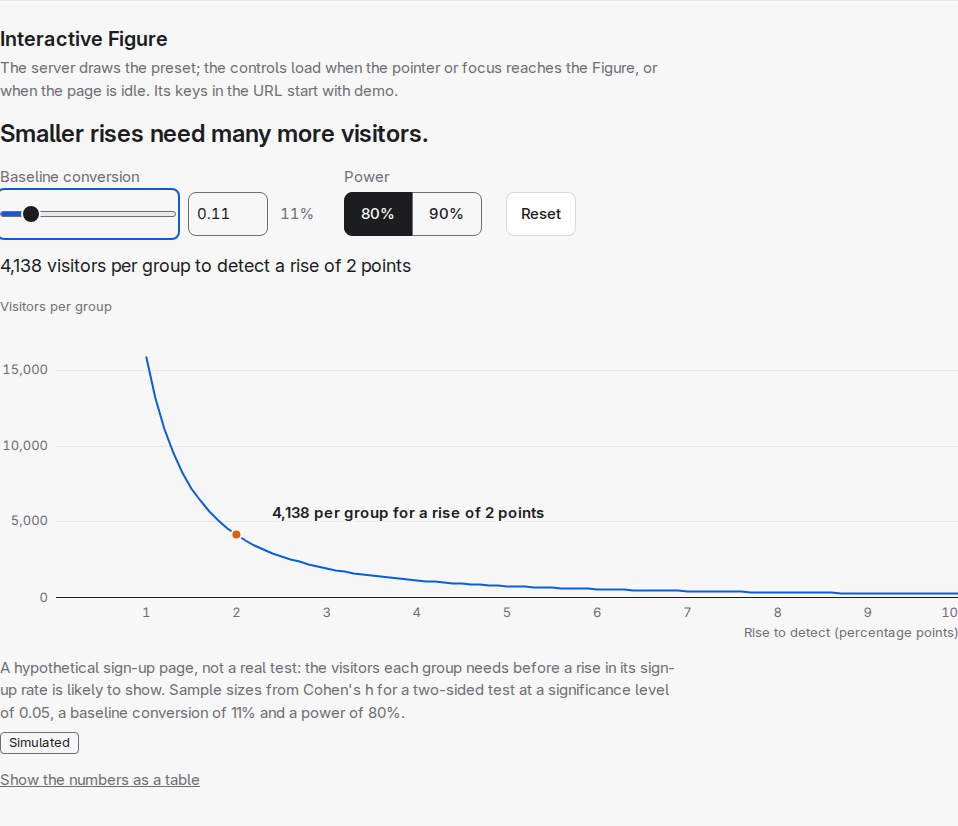 Interactive Figure
The server draws the preset; the controls load when the pointer or focus reaches the Figure, or
when the page is idle. Its keys in the URL start with demo.
Smaller rises need many more visitors.
Baseline conversion
Power
0.11
11%
80%
90%
Reset
4,138 visitors per group to detect a rise of 2 points
Visitors per group
15,000
10,000
5,000
4,138 per group for a rise of 2 points
0
1 2 3 4 5 6 7 8 9 10
Rise to detect (percentage points)
A hypothetical sign-up page, not a real test: the visitors each group needs before a rise in its sign-
up rate is likely to show. Sample sizes from Cohen's h for a two-sided test at a significance level
of 0.05, a baseline conversion of 11% and a power of 80%.
Simulated
Show the numbers as a table